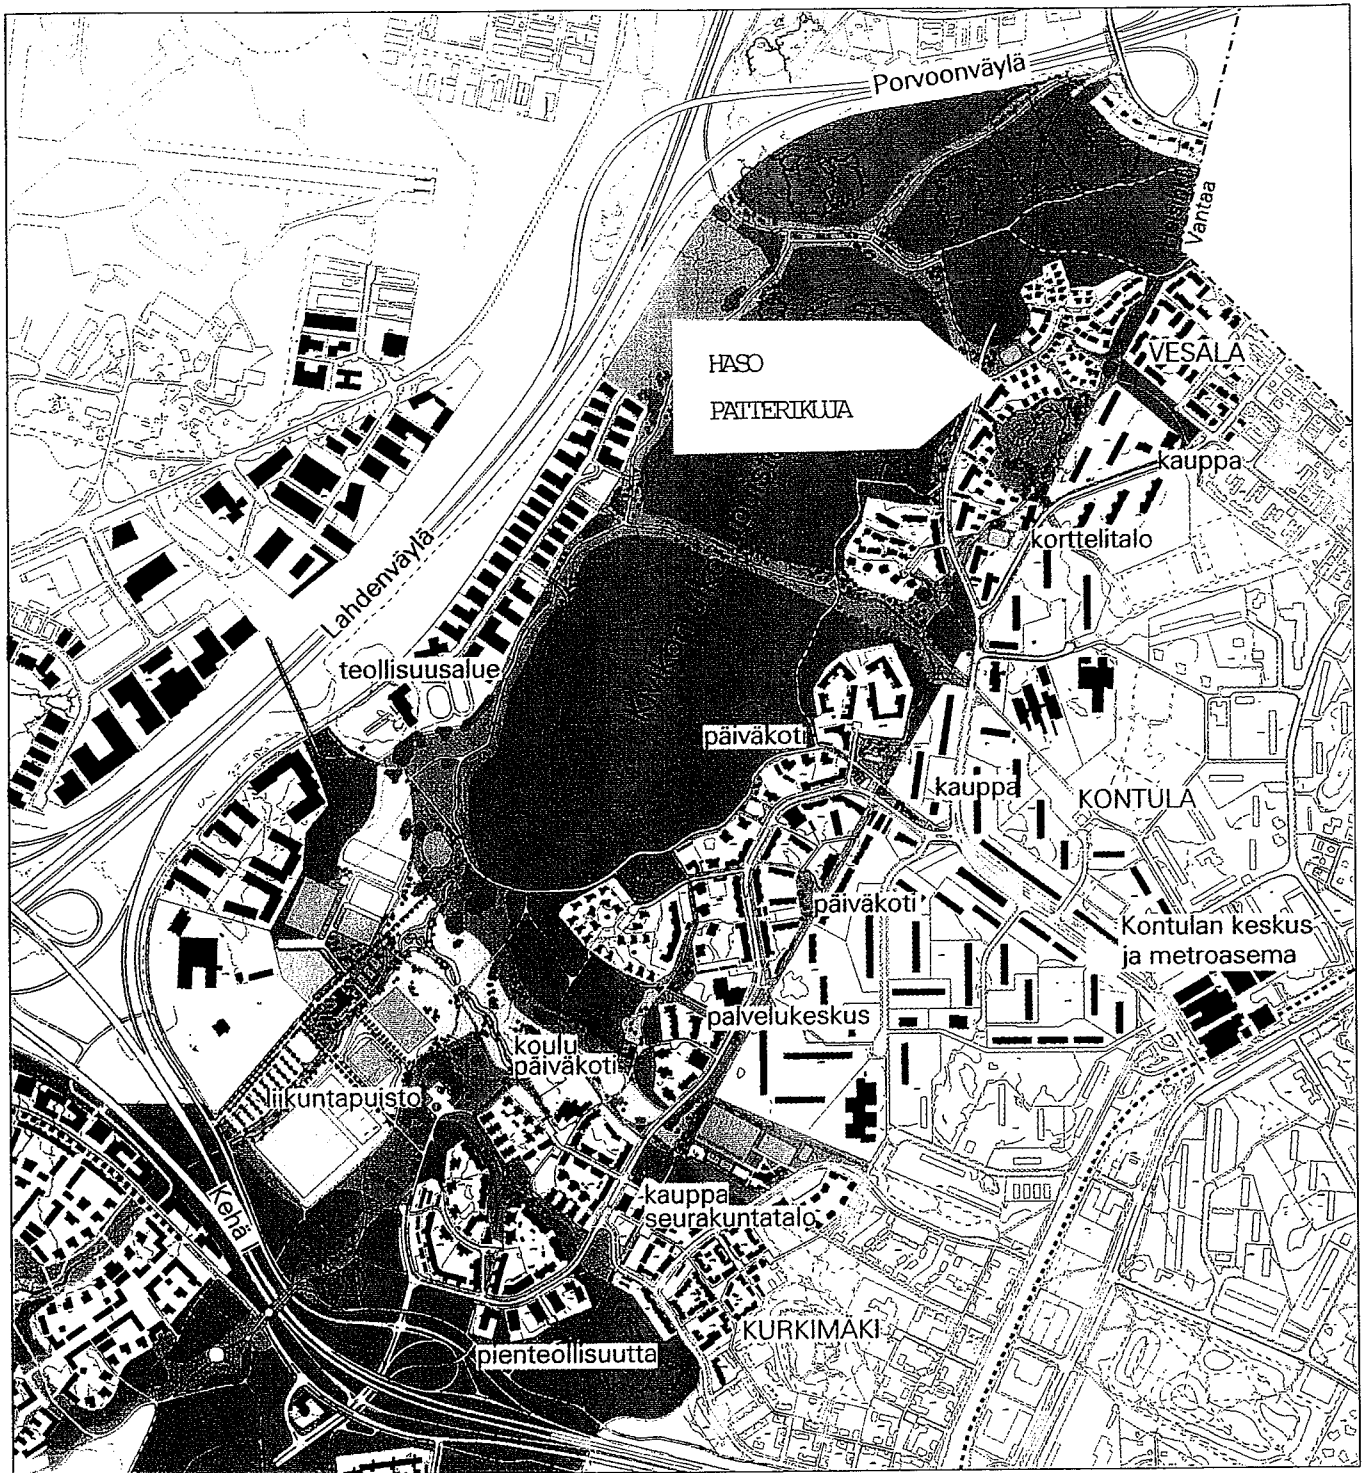 Porvoonväylä
Vantaa
HASO
PATTERIKUJA
VESALA
kauppa
korttelitalo
Lahdenväylä
teollisuusalue
päiväkoti
kauppa
KONTULA
päiväkoti
Kontulan keskus
ja metroasema
palvelukeskus
koulu
päiväkoti
liikuntapuisto
Kehä
kauppa
seurakuntatalo
KURKIMÄKI
pienteollisuutta